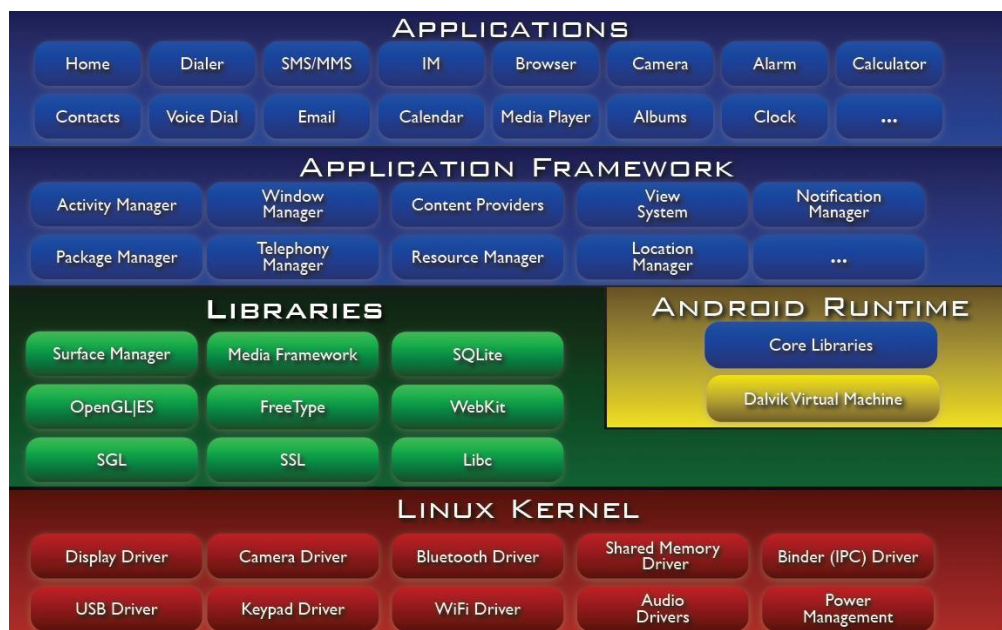 APPLICATIONS
Home
Dialer
SMS/MMS
IM
Browser
Camera
Alarm
Calculator
Contacts
Voice Dial
Email
Calendar
Media Player
Albums
Clock
...
APPLICATION FRAMEWORK
Activity Manager
Window
Manager
Content Providers
View
System
Notification
Manager
Package Manager
Telephony
Manager
Resource Manager
Location
Manager
...
LIBRARIES
Surface Manager
Media Framework
SQLite
OpenGL|ES
FreeType
WebKit
SGL
SSL
Libc
ANDROID RUNTIME
Core Libraries
Dalvik Virtual Machine
LINUX KERNEL
Display Driver
Camera Driver
Bluetooth Driver
Shared Memory
Driver
Binder (IPC) Driver
USB Driver
Keypad Driver
WiFi Driver
Audio
Drivers
Power
Management